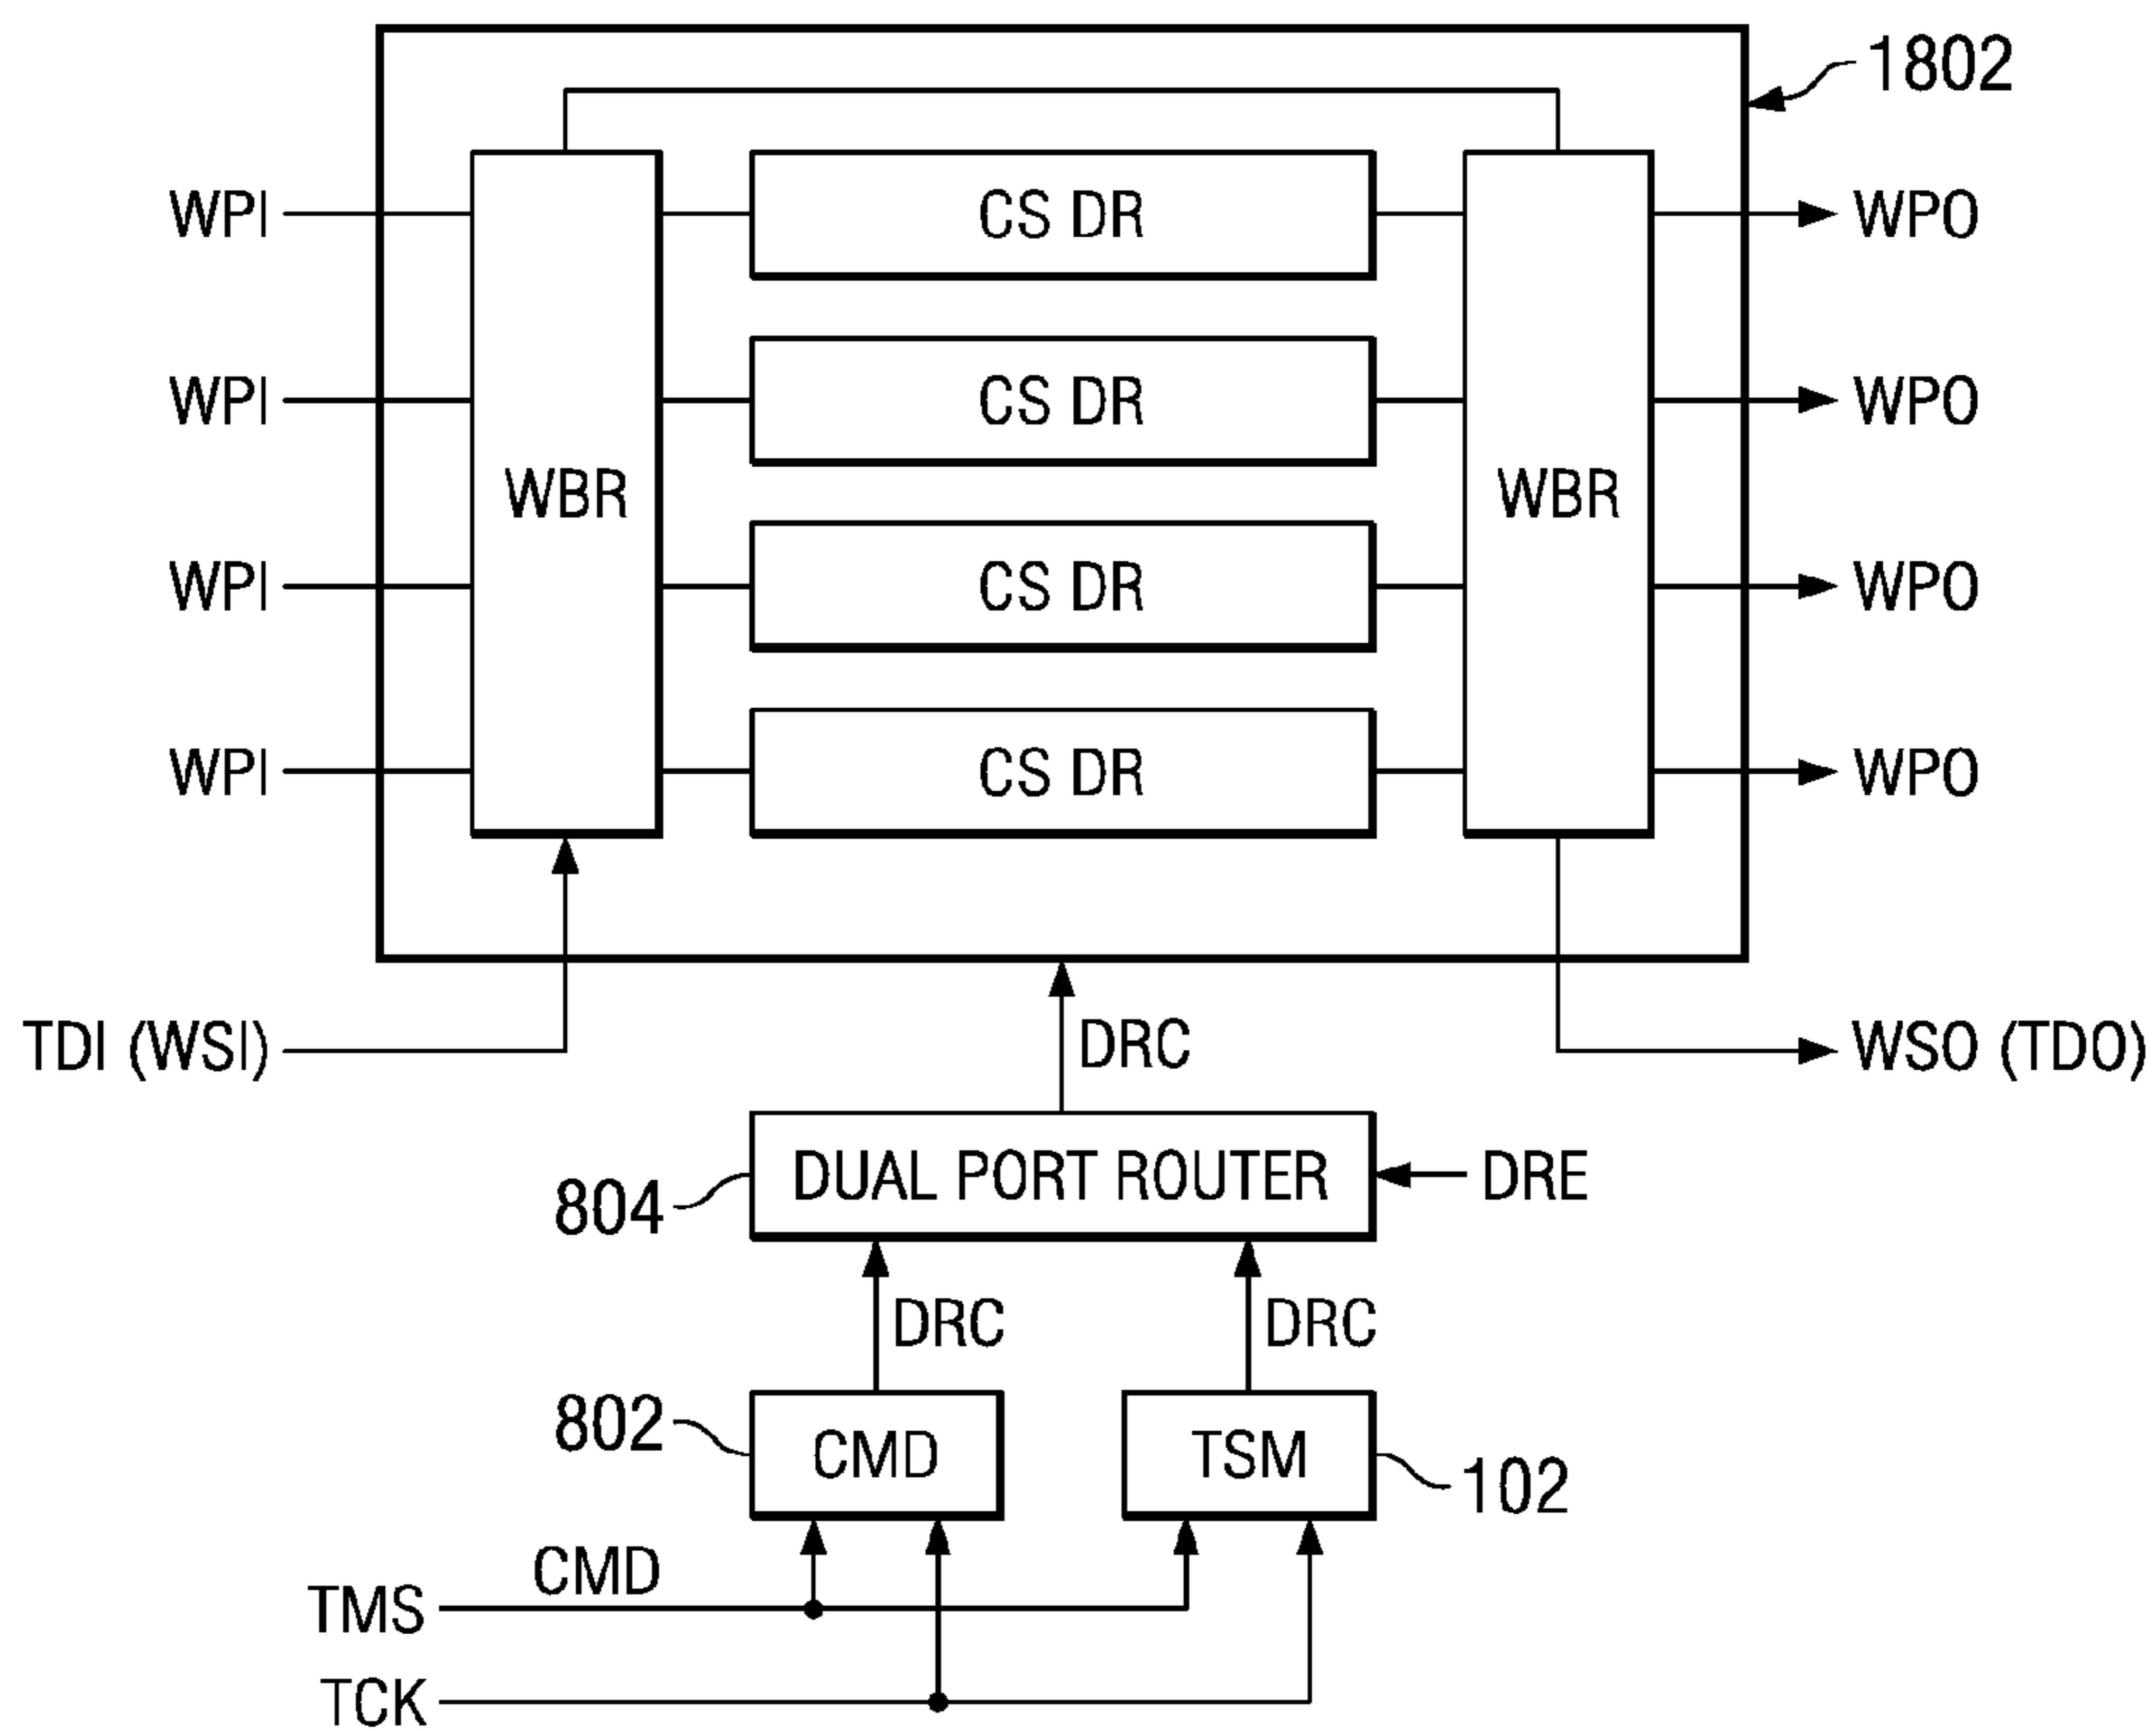 1802
WPI CS DR WPO
WPI CS DR WPO
WBR WBR
WPI CS DR WPO
WPI CS DR WPO
TDI (WSI) DRC WSO (TDO)
804 DUAL PORT ROUTER DRE
DRC DRC
802 CMD TSM 102
CMD
TMS
TCK